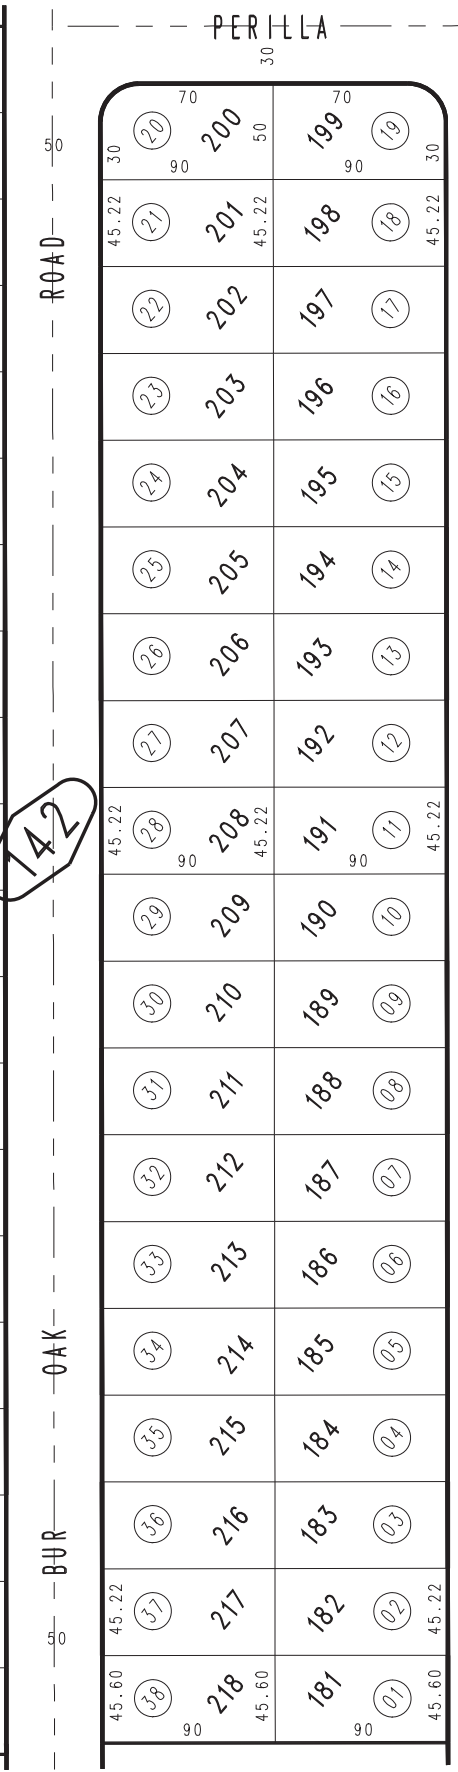 PERILLA
30
70 70
20 200 50 199 19
50 30 30
90 90
45.22 21 201 45.22 198 18 45.22
ROAD
22 202 197 17
23 203 196 16
24 204 195 15
25 205 194 14
26 206 193 13
27 207 192 12
142
45.22 28 208 45.22 191 11 45.22
90 90
29 209 190 10
30 210 189 09
31 211 188 08
32 212 187 07
33 213 186 06
OAK
34 214 185 05
35 215 184 04
BUR
36 216 183 03
45.22 37 217 182 02 45.22
50
45.60 38 218 45.60 181 01 45.60
90 90